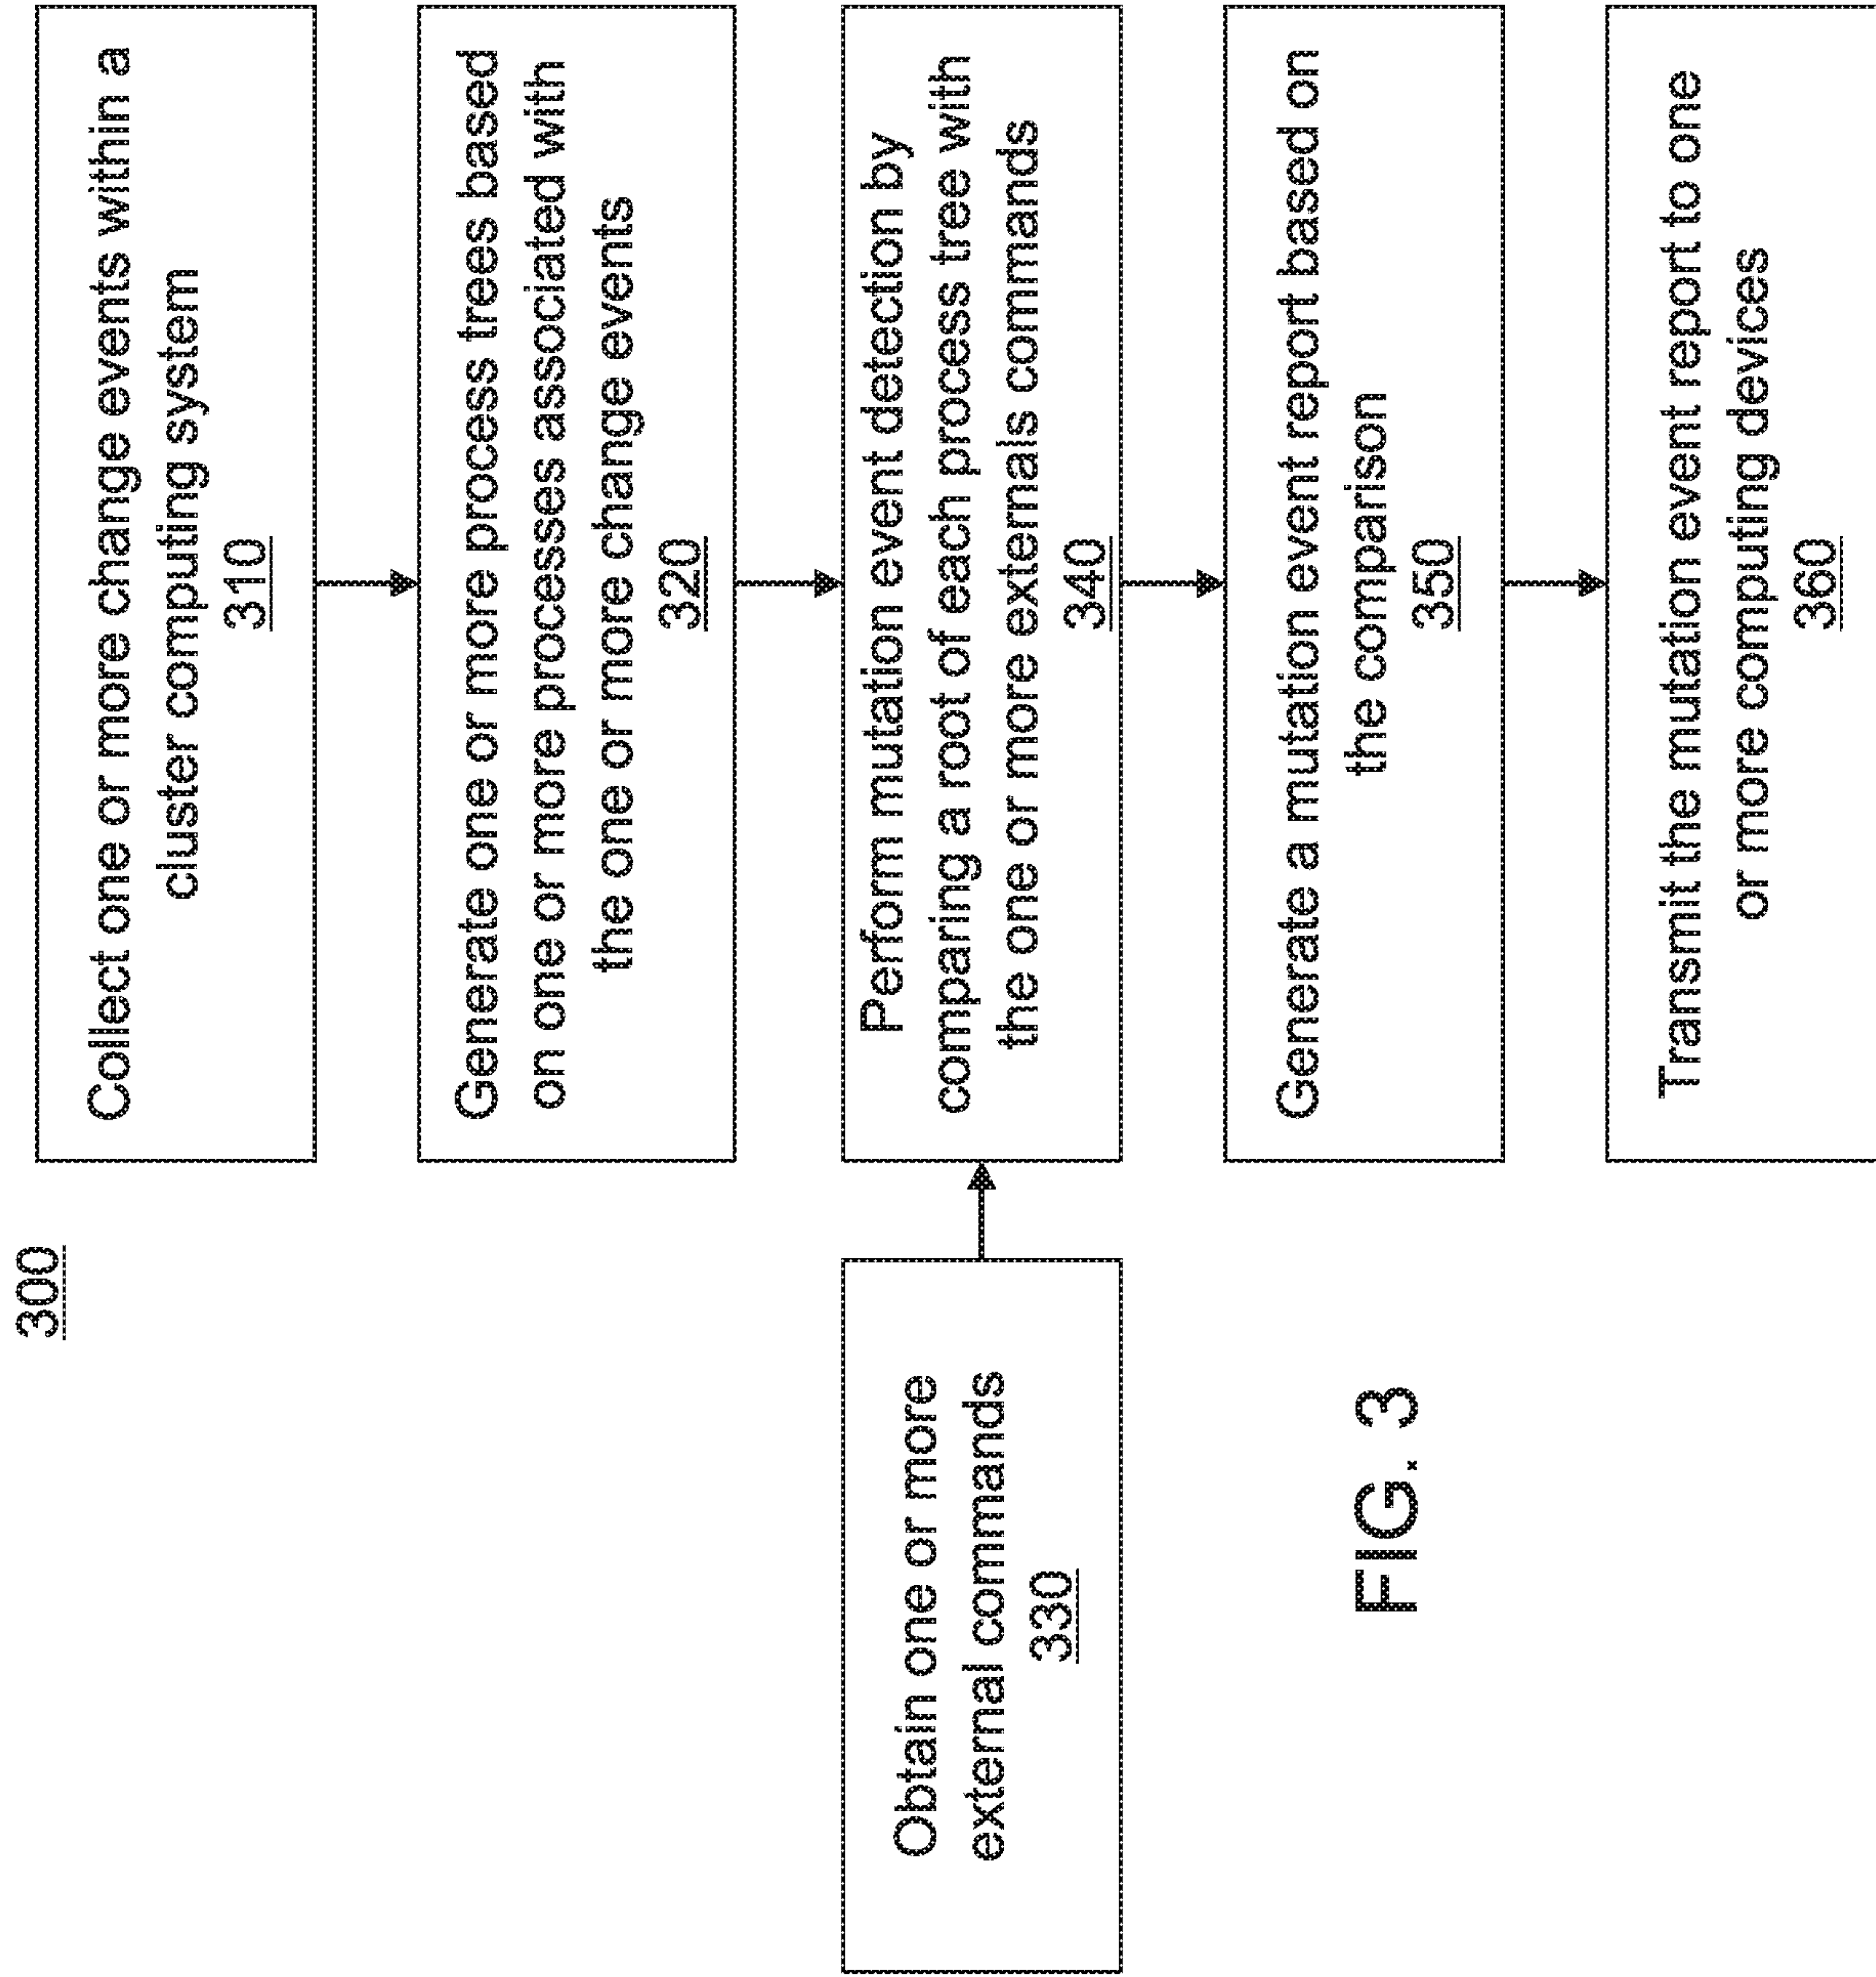 300
Collect one or more change events within a
cluster computing system
310
Generate one or more process trees based
on one or more processes associated with
the one or more change events
320
Obtain one or more
external commands
330
Perform mutation event detection by
comparing a root of each process tree with
the one or more externals commands
340
Generate a mutation event report based on
the comparison
350
Transmit the mutation event report to one
or more computing devices
360
FIG. 3